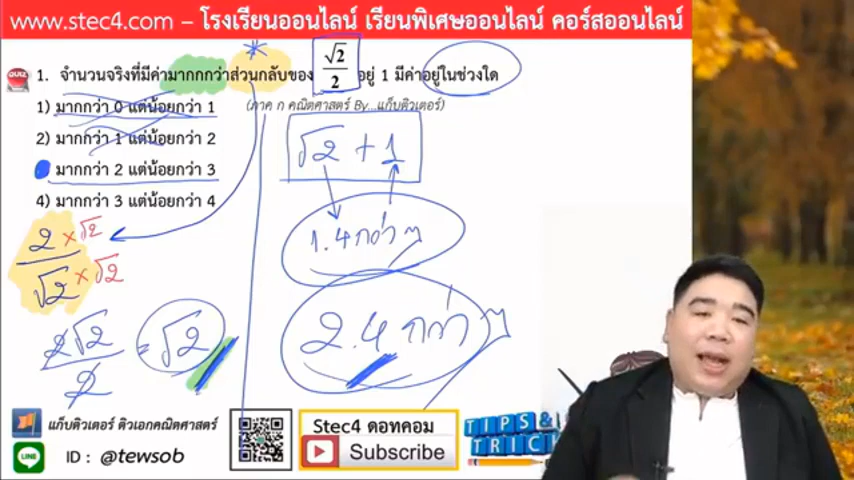 www.stec4.com – โรงเรียนออนไลน์ เรียนพิเศษออนไลน์ คอร์สออนไลน์
QUIZ 1. จำนวนจริงที่มีค่ามากกกว่าส่วนกลับของ √2/2 อยู่ 1 มีค่าอยู่ในช่วงใด
1) มากกว่า 0 แต่น้อยกว่า 1
(ภาค ก คณิตศาสตร์ By...แก็บติวเตอร์)
2) มากกว่า 1 แต่น้อยกว่า 2
3) มากกว่า 2 แต่น้อยกว่า 3
4) มากกว่า 3 แต่น้อยกว่า 4
√2 + 1
1.4 กว่าๆ
2.4 กว่าๆ
2 × √2
√2 × √2
2√2/2 = √2
แก็บติวเตอร์ ติวเอกคณิตศาสตร์
LINE ID : @tewsob
Stec4 ดอทคอม
Subscribe
TIPS &
TRIC